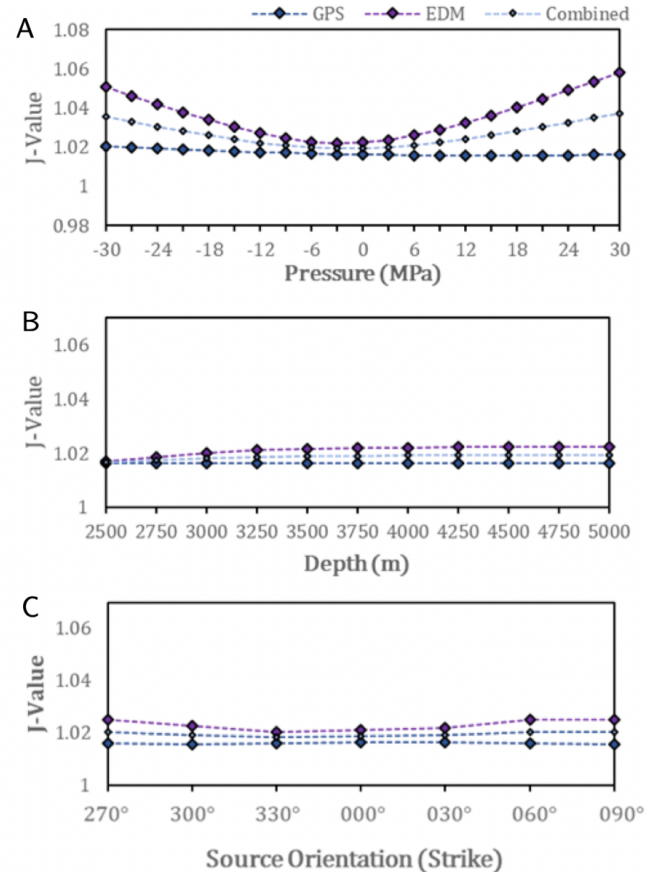 GPS EDM Combined
A
1.08
1.06
1.04
1.02
1
0.98
J-Value
-30 -24 -18 -12 -6 0 6 12 18 24 30
Pressure (MPa)
B
1.06
1.04
1.02
1
J-Value
2500 2750 3000 3250 3500 3750 4000 4250 4500 4750 5000
Depth (m)
C
1.06
1.04
1.02
1
J-Value
270° 300° 330° 000° 030° 060° 090°
Source Orientation (Strike)